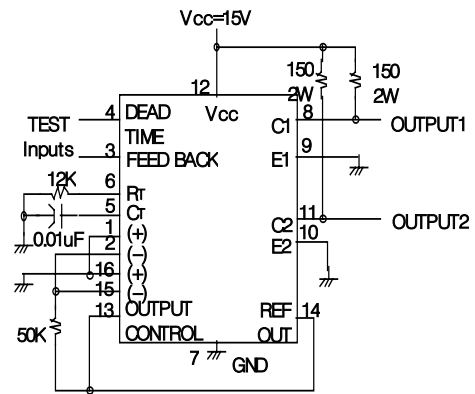 Vcc=15V
150
2W
150
2W
12
Vcc
4
DEAD
TIME
TEST
Inputs
3
FEED BACK
8
C1
OUTPUT1
9
E1
12K
6
RT
5
CT
0.01uF
1
(+)
2
(-)
16
(+)
15
(-)
11
C2
OUTPUT2
10
E2
13
OUTPUT
CONTROL
50K
REF
OUT
14
7
GND